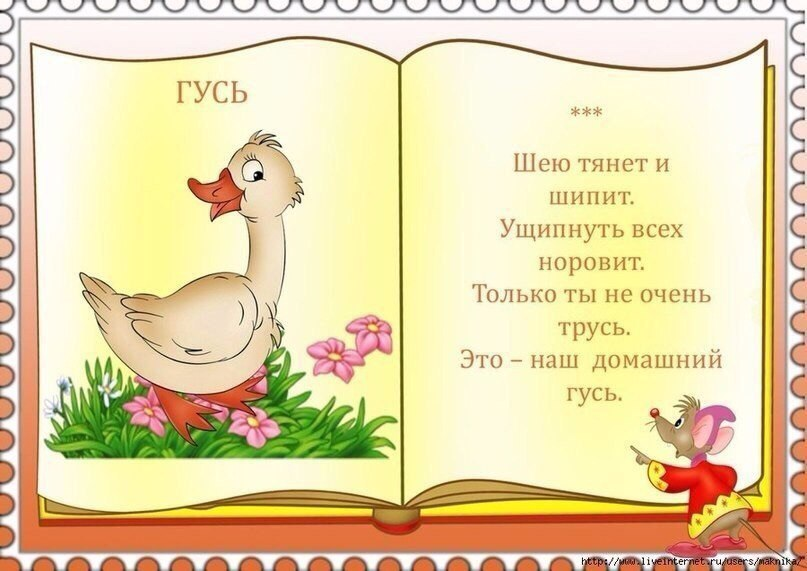 ГУСЬ
***
Шею тянет и
шипит.
Ущипнуть всех
норовит.
Только ты не очень
трусь.
Это – наш домашний
гусь.
http://www.liveinternet.ru/users/maknika/